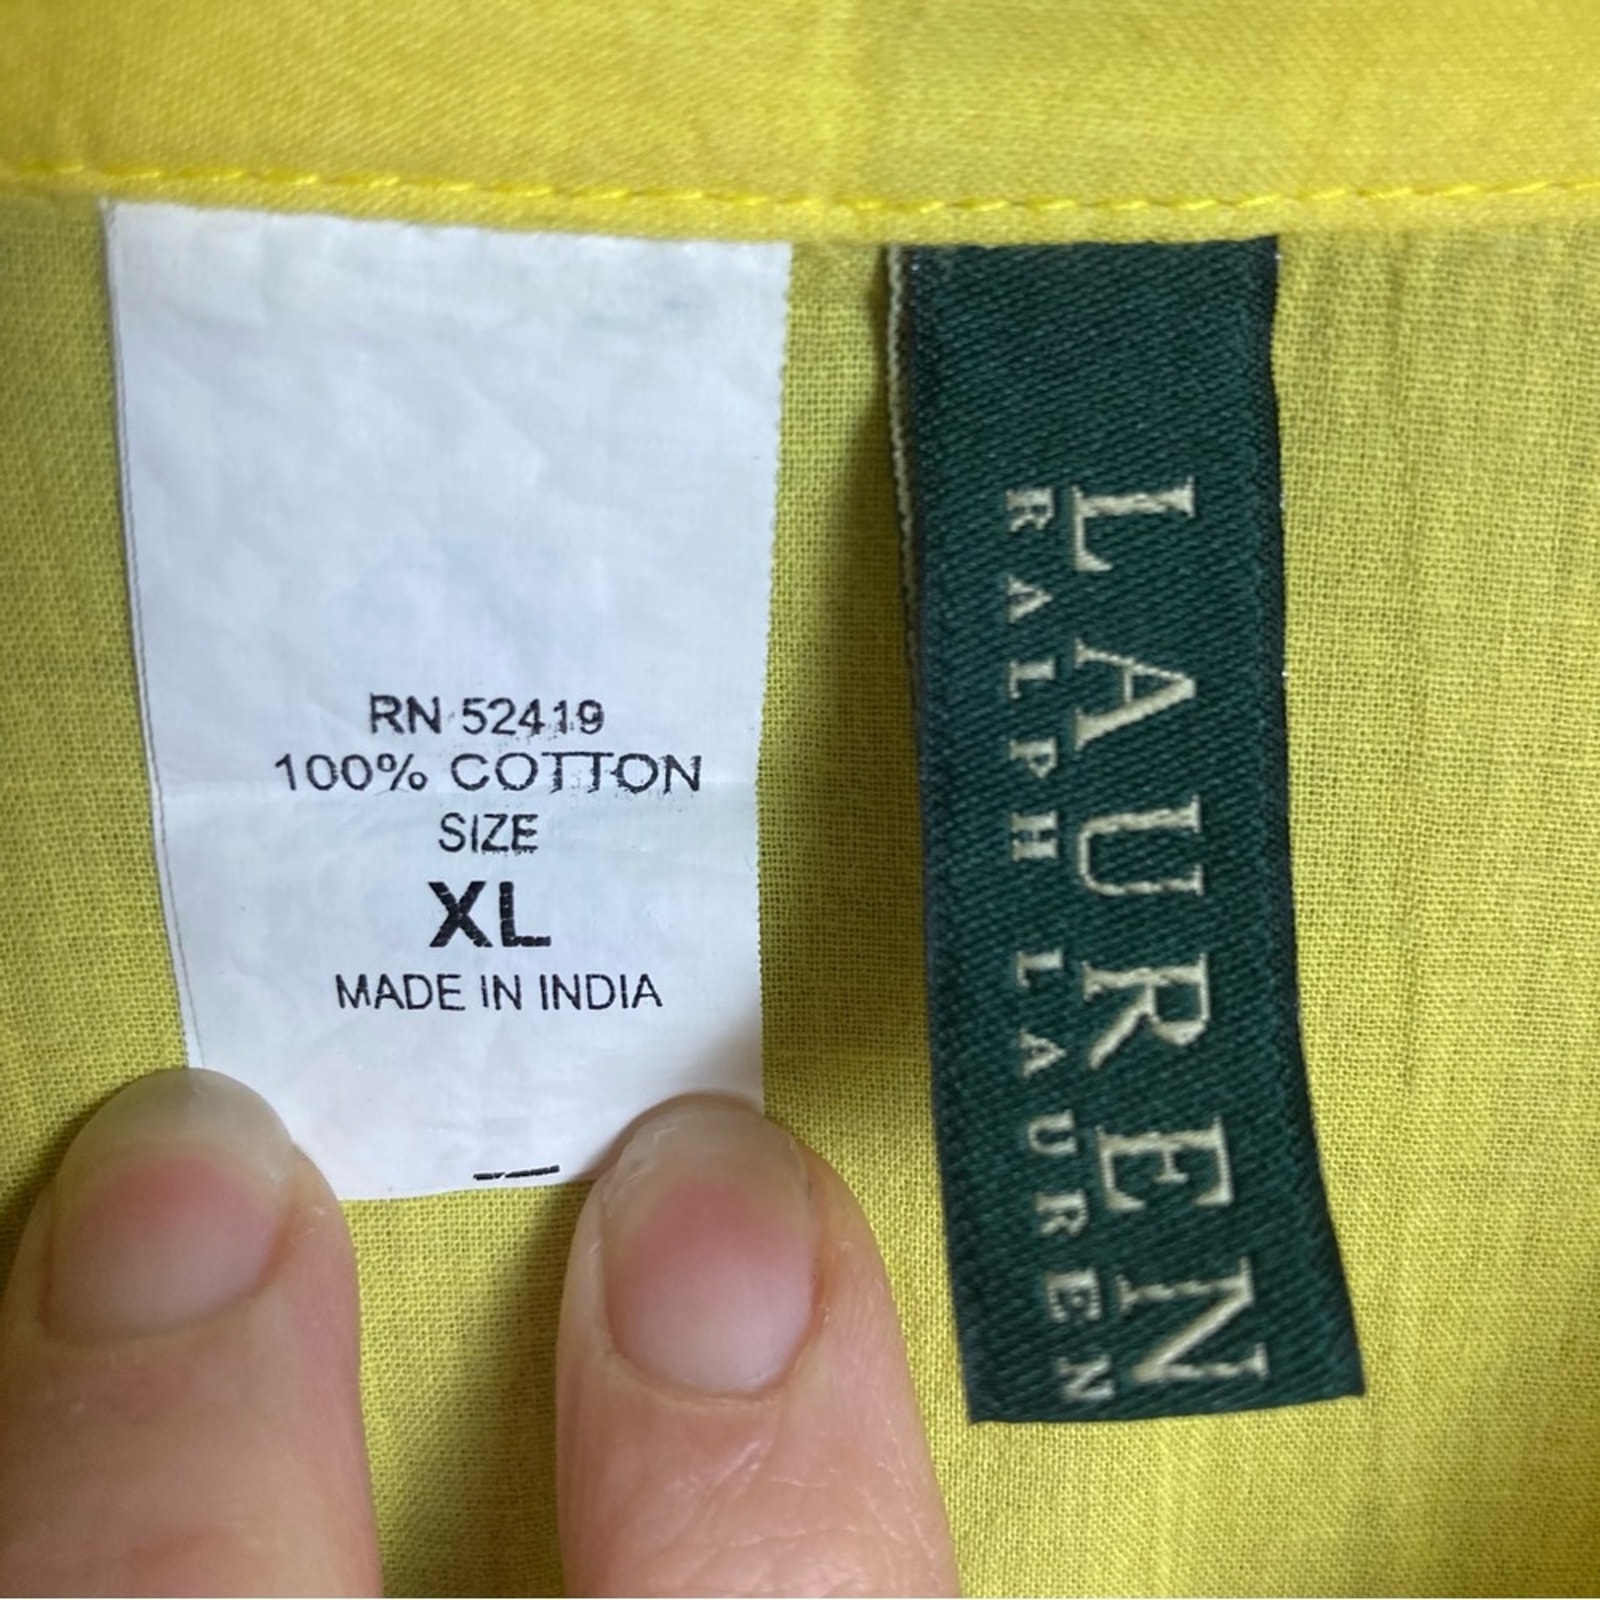 RN 52419
100% COTTON
SIZE
XL
MADE IN INDIA
LAUREN
RALPH LAUREN